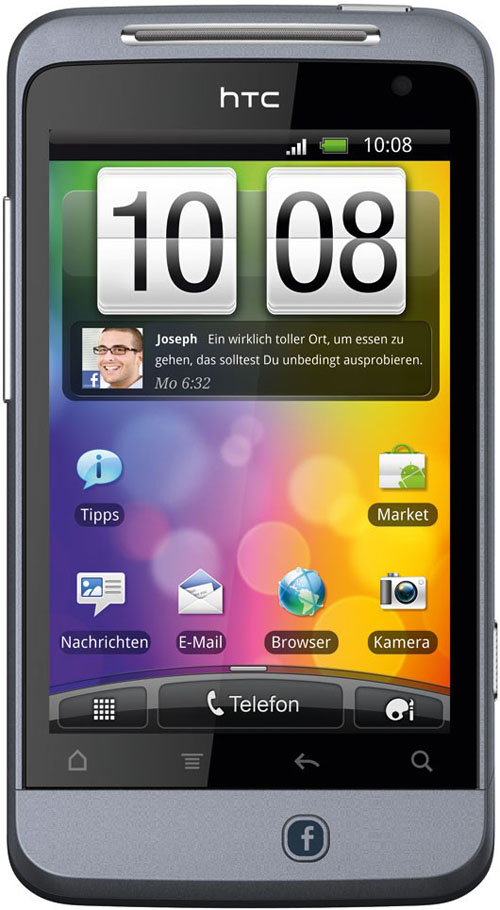 hTC
10:08
10 08
Joseph Ein wirklich toller Ort, um essen zu
gehen, das solltest Du unbedingt ausprobieren.
Mo 6:32
Tipps
Market
Nachrichten
E-Mail
Browser
Kamera
Telefon
f